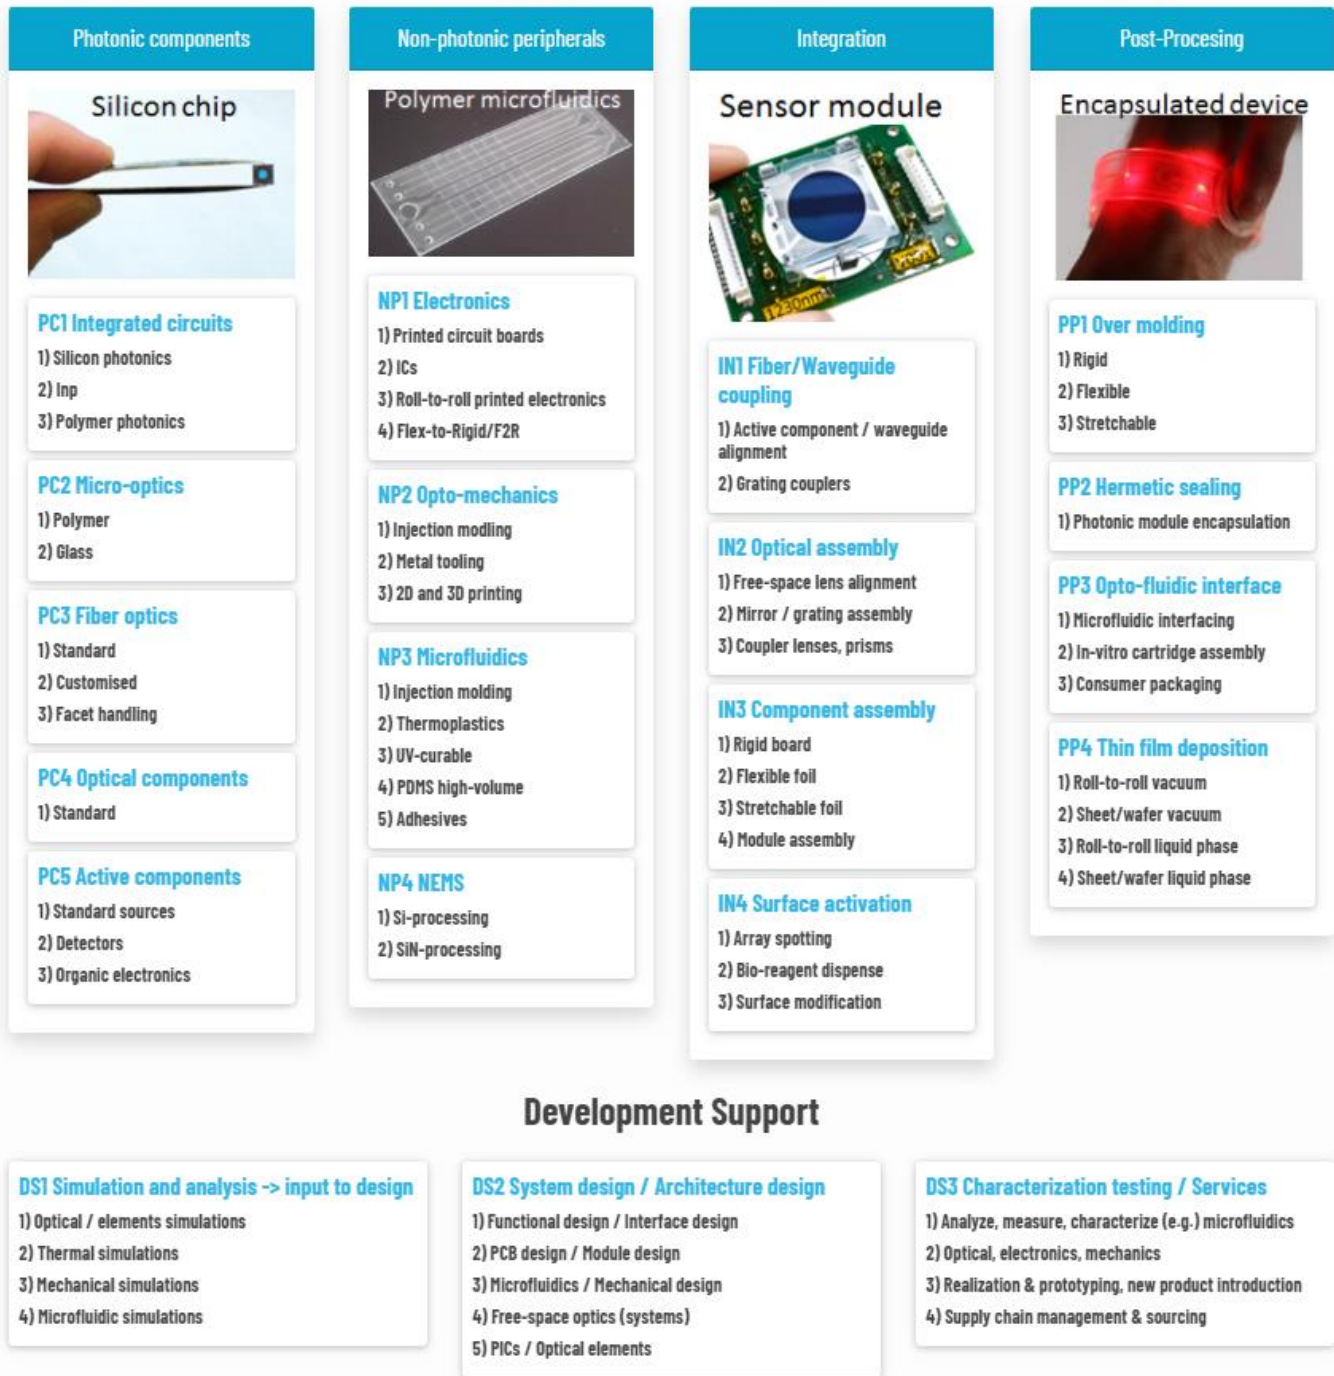 Photonic components
Silicon chip
PC1 Integrated circuits
1) Silicon photonics
2) Inp
3) Polymer photonics
PC2 Micro-optics
1) Polymer
2) Glass
PC3 Fiber optics
1) Standard
2) Customised
3) Facet handling
PC4 Optical components
1) Standard
PC5 Active components
1) Standard sources
2) Detectors
3) Organic electronics
Non-photonic peripherals
Polymer microfluidics
NP1 Electronics
1) Printed circuit boards
2) ICs
3) Roll-to-roll printed electronics
4) Flex-to-Rigid/F2R
NP2 Opto-mechanics
1) Injection modling
2) Metal tooling
3) 2D and 3D printing
NP3 Microfluidics
1) Injection molding
2) Thermoplastics
3) UV-curable
4) PDMS high-volume
5) Adhesives
NP4 NEMS
1) Si-processing
2) SiN-processing
Integration
Sensor module
1230nm
IN1 Fiber/Waveguide
coupling
1) Active component / waveguide
alignment
2) Grating couplers
IN2 Optical assembly
1) Free-space lens alignment
2) Mirror / grating assembly
3) Coupler lenses, prisms
IN3 Component assembly
1) Rigid board
2) Flexible foil
3) Stretchable foil
4) Module assembly
IN4 Surface activation
1) Array spotting
2) Bio-reagent dispense
3) Surface modification
Post-Procesing
Encapsulated device
PP1 Over molding
1) Rigid
2) Flexible
3) Stretchable
PP2 Hermetic sealing
1) Photonic module encapsulation
PP3 Opto-fluidic interface
1) Microfluidic interfacing
2) In-vitro cartridge assembly
3) Consumer packaging
PP4 Thin film deposition
1) Roll-to-roll vacuum
2) Sheet/wafer vacuum
3) Roll-to-roll liquid phase
4) Sheet/wafer liquid phase
Development Support
DS1 Simulation and analysis -> input to design
1) Optical / elements simulations
2) Thermal simulations
3) Mechanical simulations
4) Microfluidic simulations
DS2 System design / Architecture design
1) Functional design / Interface design
2) PCB design / Module design
3) Microfluidics / Mechanical design
4) Free-space optics (systems)
5) PICs / Optical elements
DS3 Characterization testing / Services
1) Analyze, measure, characterize (e.g.) microfluidics
2) Optical, electronics, mechanics
3) Realization & prototyping, new product introduction
4) Supply chain management & sourcing